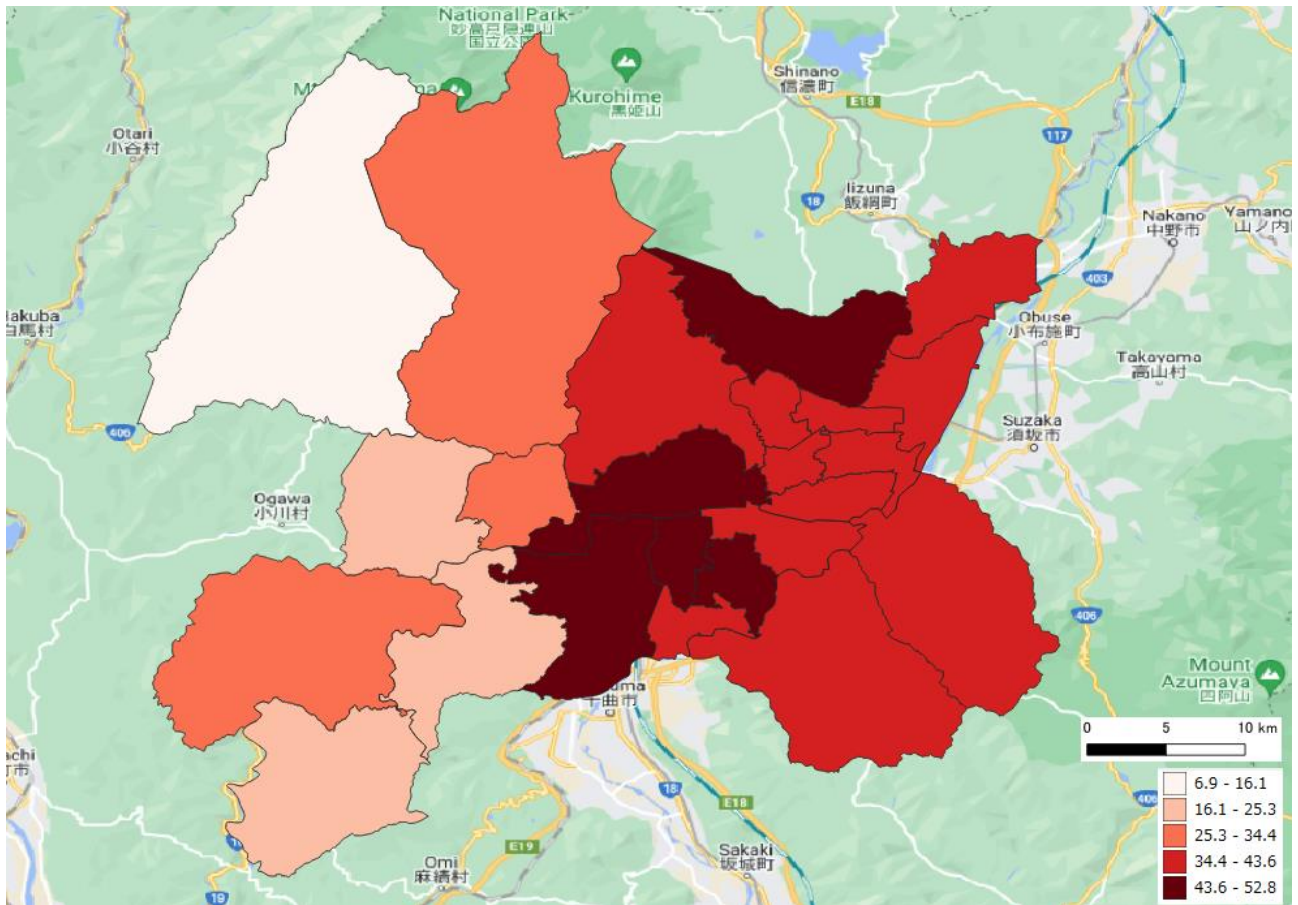 National Park
妙高戸隠連山
国立公園
Kurohime
黒姫山
Shinano
信濃町
E18
117
Otari
小谷村
18
Iizuna
飯綱町
Nakano
中野市
Yamano
山ノ内
403
akuba
白馬村
Obuse
小布施町
Takayama
高山村
406
Suzaka
須坂市
Ogawa
小川村
406
Mount
Azumaya
四阿山
uma
千曲市
0 5 10 km
18
E18
406
E19
Omi
麻績村
Sakaki
坂城町
19
6.9 - 16.1
16.1 - 25.3
25.3 - 34.4
34.4 - 43.6
43.6 - 52.8